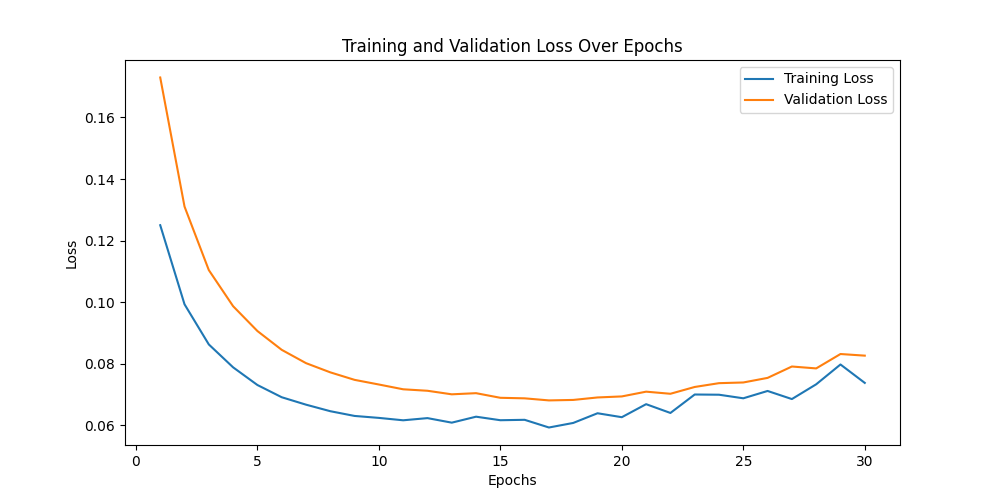 Training and Validation Loss Over Epochs
Training Loss
Validation Loss
Loss
0.16
0.14
0.12
0.10
0.08
0.06
0 5 10 15 20 25 30
Epochs